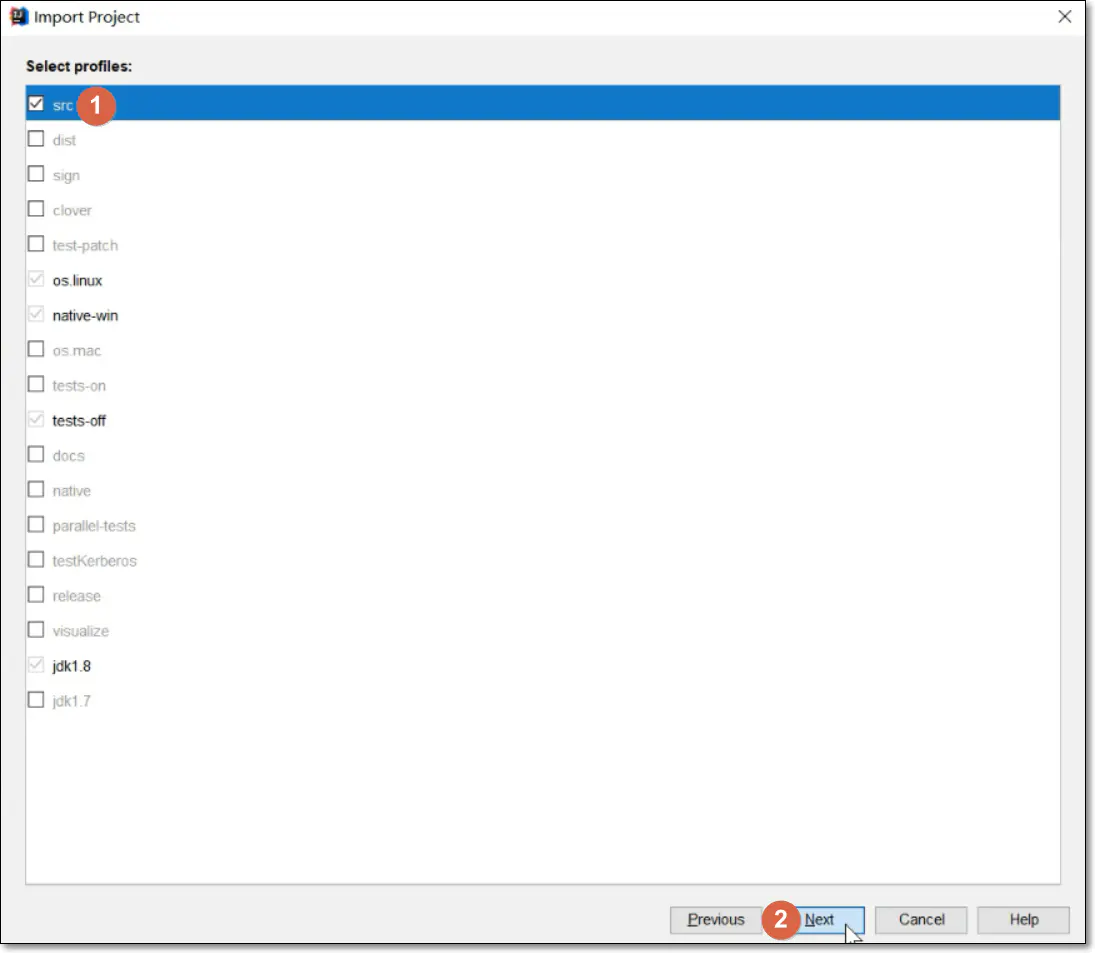 Import Project
Select profiles:
src 1
dist
sign
clover
test-patch
os.linux
native-win
os.mac
tests-on
tests-off
docs
native
parallel-tests
testKerberos
release
visualize
jdk1.8
jdk1.7
Previous 2 Next Cancel Help